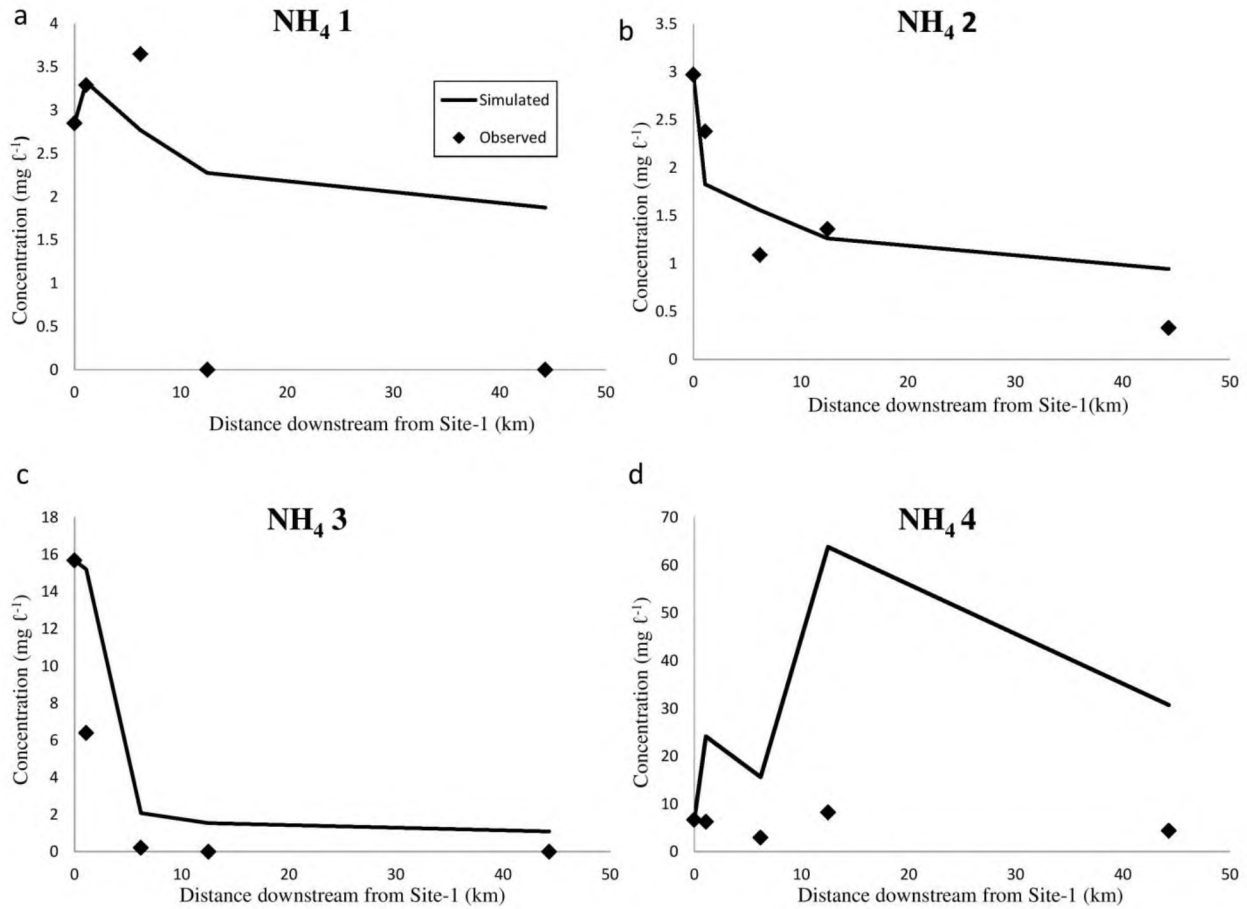 a
NH₄ 1
Concentration (mg ℓ⁻¹)
4
3.5
3
2.5
2
1.5
1
0.5
0
0 10 20 30 40 50
Distance downstream from Site-1 (km)
Simulated
Observed
b
NH₄ 2
Concentration (mg ℓ⁻¹)
3.5
3
2.5
2
1.5
1
0.5
0
0 10 20 30 40 50
Distance downstream from Site-1(km)
c
NH₄ 3
Concentration (mg ℓ⁻¹)
18
16
14
12
10
8
6
4
2
0
0 10 20 30 40 50
Distance downstream from Site-1 (km)
d
NH₄ 4
Concentration (mg ℓ⁻¹)
70
60
50
40
30
20
10
0
0 10 20 30 40 50
Distance downstream from Site-1 (km)